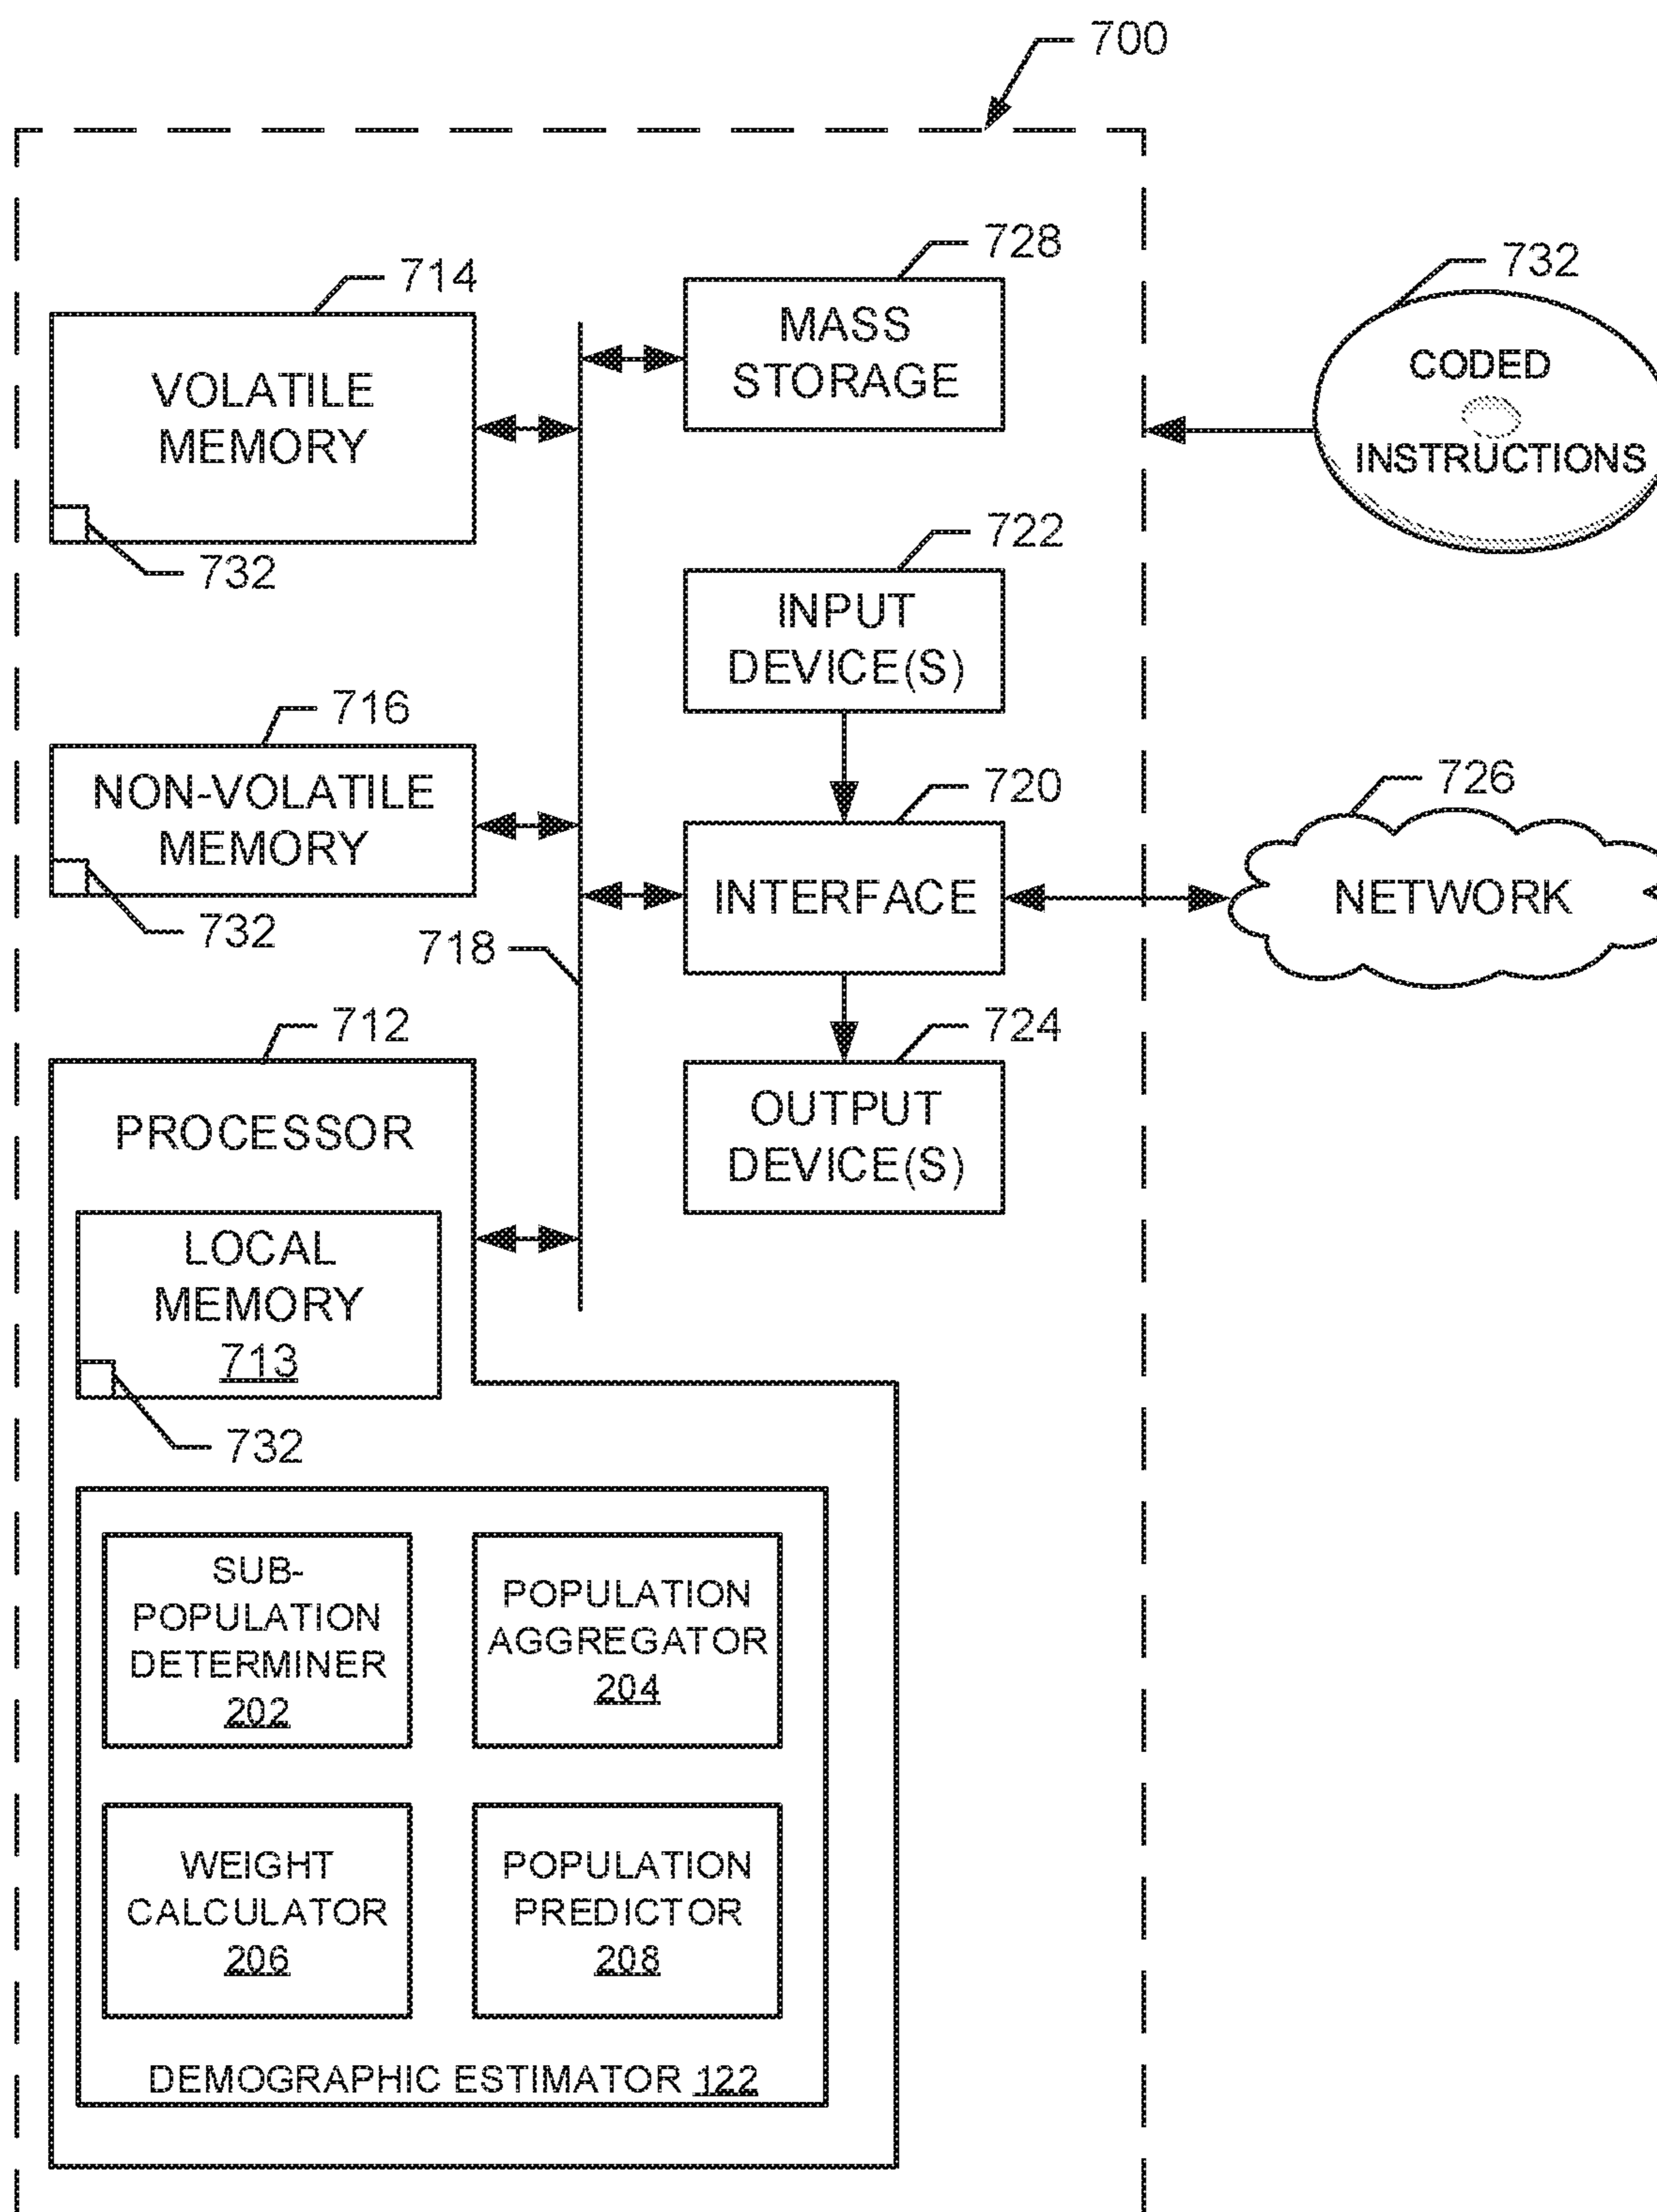 700
728
714
732
MASS
STORAGE
VOLATILE
MEMORY
CODED
INSTRUCTIONS
732
722
INPUT
DEVICE(S)
716
720
726
NON-VOLATILE
MEMORY
INTERFACE
NETWORK
732
718
712
724
PROCESSOR
OUTPUT
DEVICE(S)
LOCAL
MEMORY
713
732
SUB-
POPULATION
DETERMINER
202
POPULATION
AGGREGATOR
204
WEIGHT
CALCULATOR
206
POPULATION
PREDICTOR
208
DEMOGRAPHIC ESTIMATOR 122